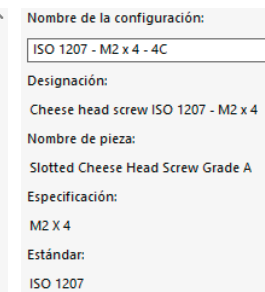 Nombre de la configuración:
ISO 1207 - M2 x 4 - 4C
Designación:
Cheese head screw ISO 1207 - M2 x 4
Nombre de pieza:
Slotted Cheese Head Screw Grade A
Especificación:
M2 X 4
Estándar:
ISO 1207